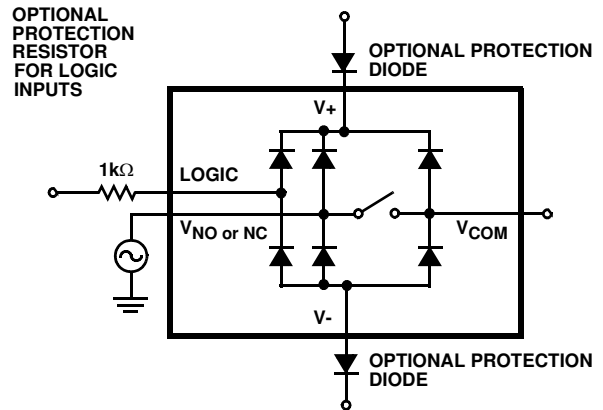 OPTIONAL
PROTECTION
RESISTOR
FOR LOGIC
INPUTS
OPTIONAL PROTECTION
DIODE
V+
1kΩ
LOGIC
VNO or NC
VCOM
V-
OPTIONAL PROTECTION
DIODE